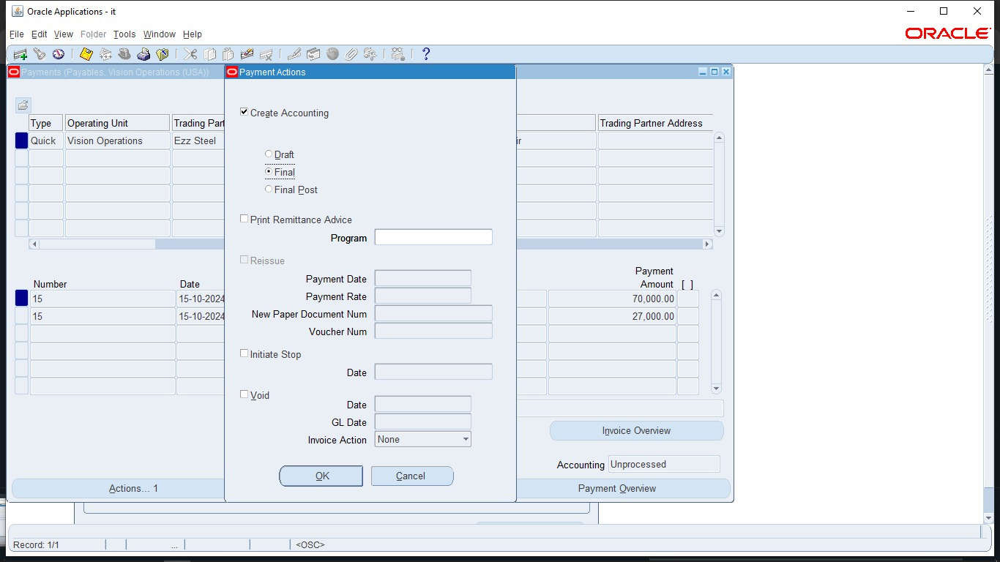 Oracle Applications - it
File Edit View Folder Tools Window Help
ORACLE
Payments (Payables, Vision Operations (USA))
Payment Actions
Create Accounting
Type Operating Unit Trading Part Trading Partner Address
Quick Vision Operations Ezz Steel ir
Draft
Final
Final Post
Print Remittance Advice
Program
Reissue
Payment Date
Payment Rate
New Paper Document Num
Voucher Num
Payment
Number Date Amount [ ]
15 15-10-2024 70,000.00
15 15-10-2024 27,000.00
Initiate Stop
Date
Void
Date
GL Date
Invoice Action None
Invoice Overview
Accounting Unprocessed
OK Cancel
Actions... 1 Payment Overview
Record: 1/1 ... <OSC>